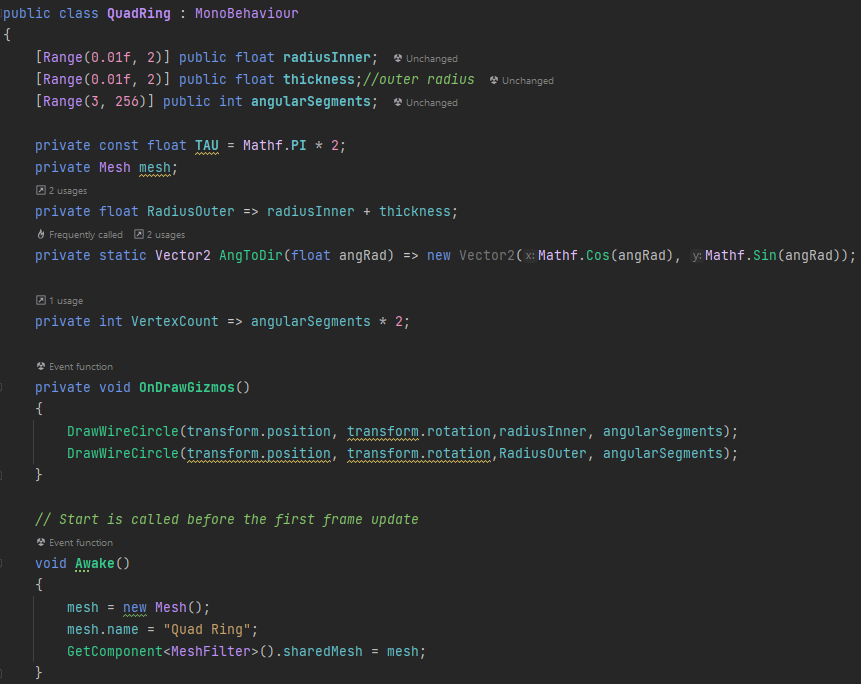 public class QuadRing : MonoBehaviour
{
    [Range(0.01f, 2)] public float radiusInner; Unchanged
    [Range(0.01f, 2)] public float thickness;//outer radius Unchanged
    [Range(3, 256)] public int angularSegments; Unchanged

    private const float TAU = Mathf.PI * 2;
    private Mesh mesh;
    2 usages
    private float RadiusOuter => radiusInner + thickness;
    Frequently called 2 usages
    private static Vector2 AngToDir(float angRad) => new Vector2(x:Mathf.Cos(angRad), y:Mathf.Sin(angRad));

    1 usage
    private int VertexCount => angularSegments * 2;

    Event function
    private void OnDrawGizmos()
    {
        DrawWireCircle(transform.position, transform.rotation,radiusInner, angularSegments);
        DrawWireCircle(transform.position, transform.rotation,RadiusOuter, angularSegments);
    }

    // Start is called before the first frame update
    Event function
    void Awake()
    {
        mesh = new Mesh();
        mesh.name = "Quad Ring";
        GetComponent<MeshFilter>().sharedMesh = mesh;
    }